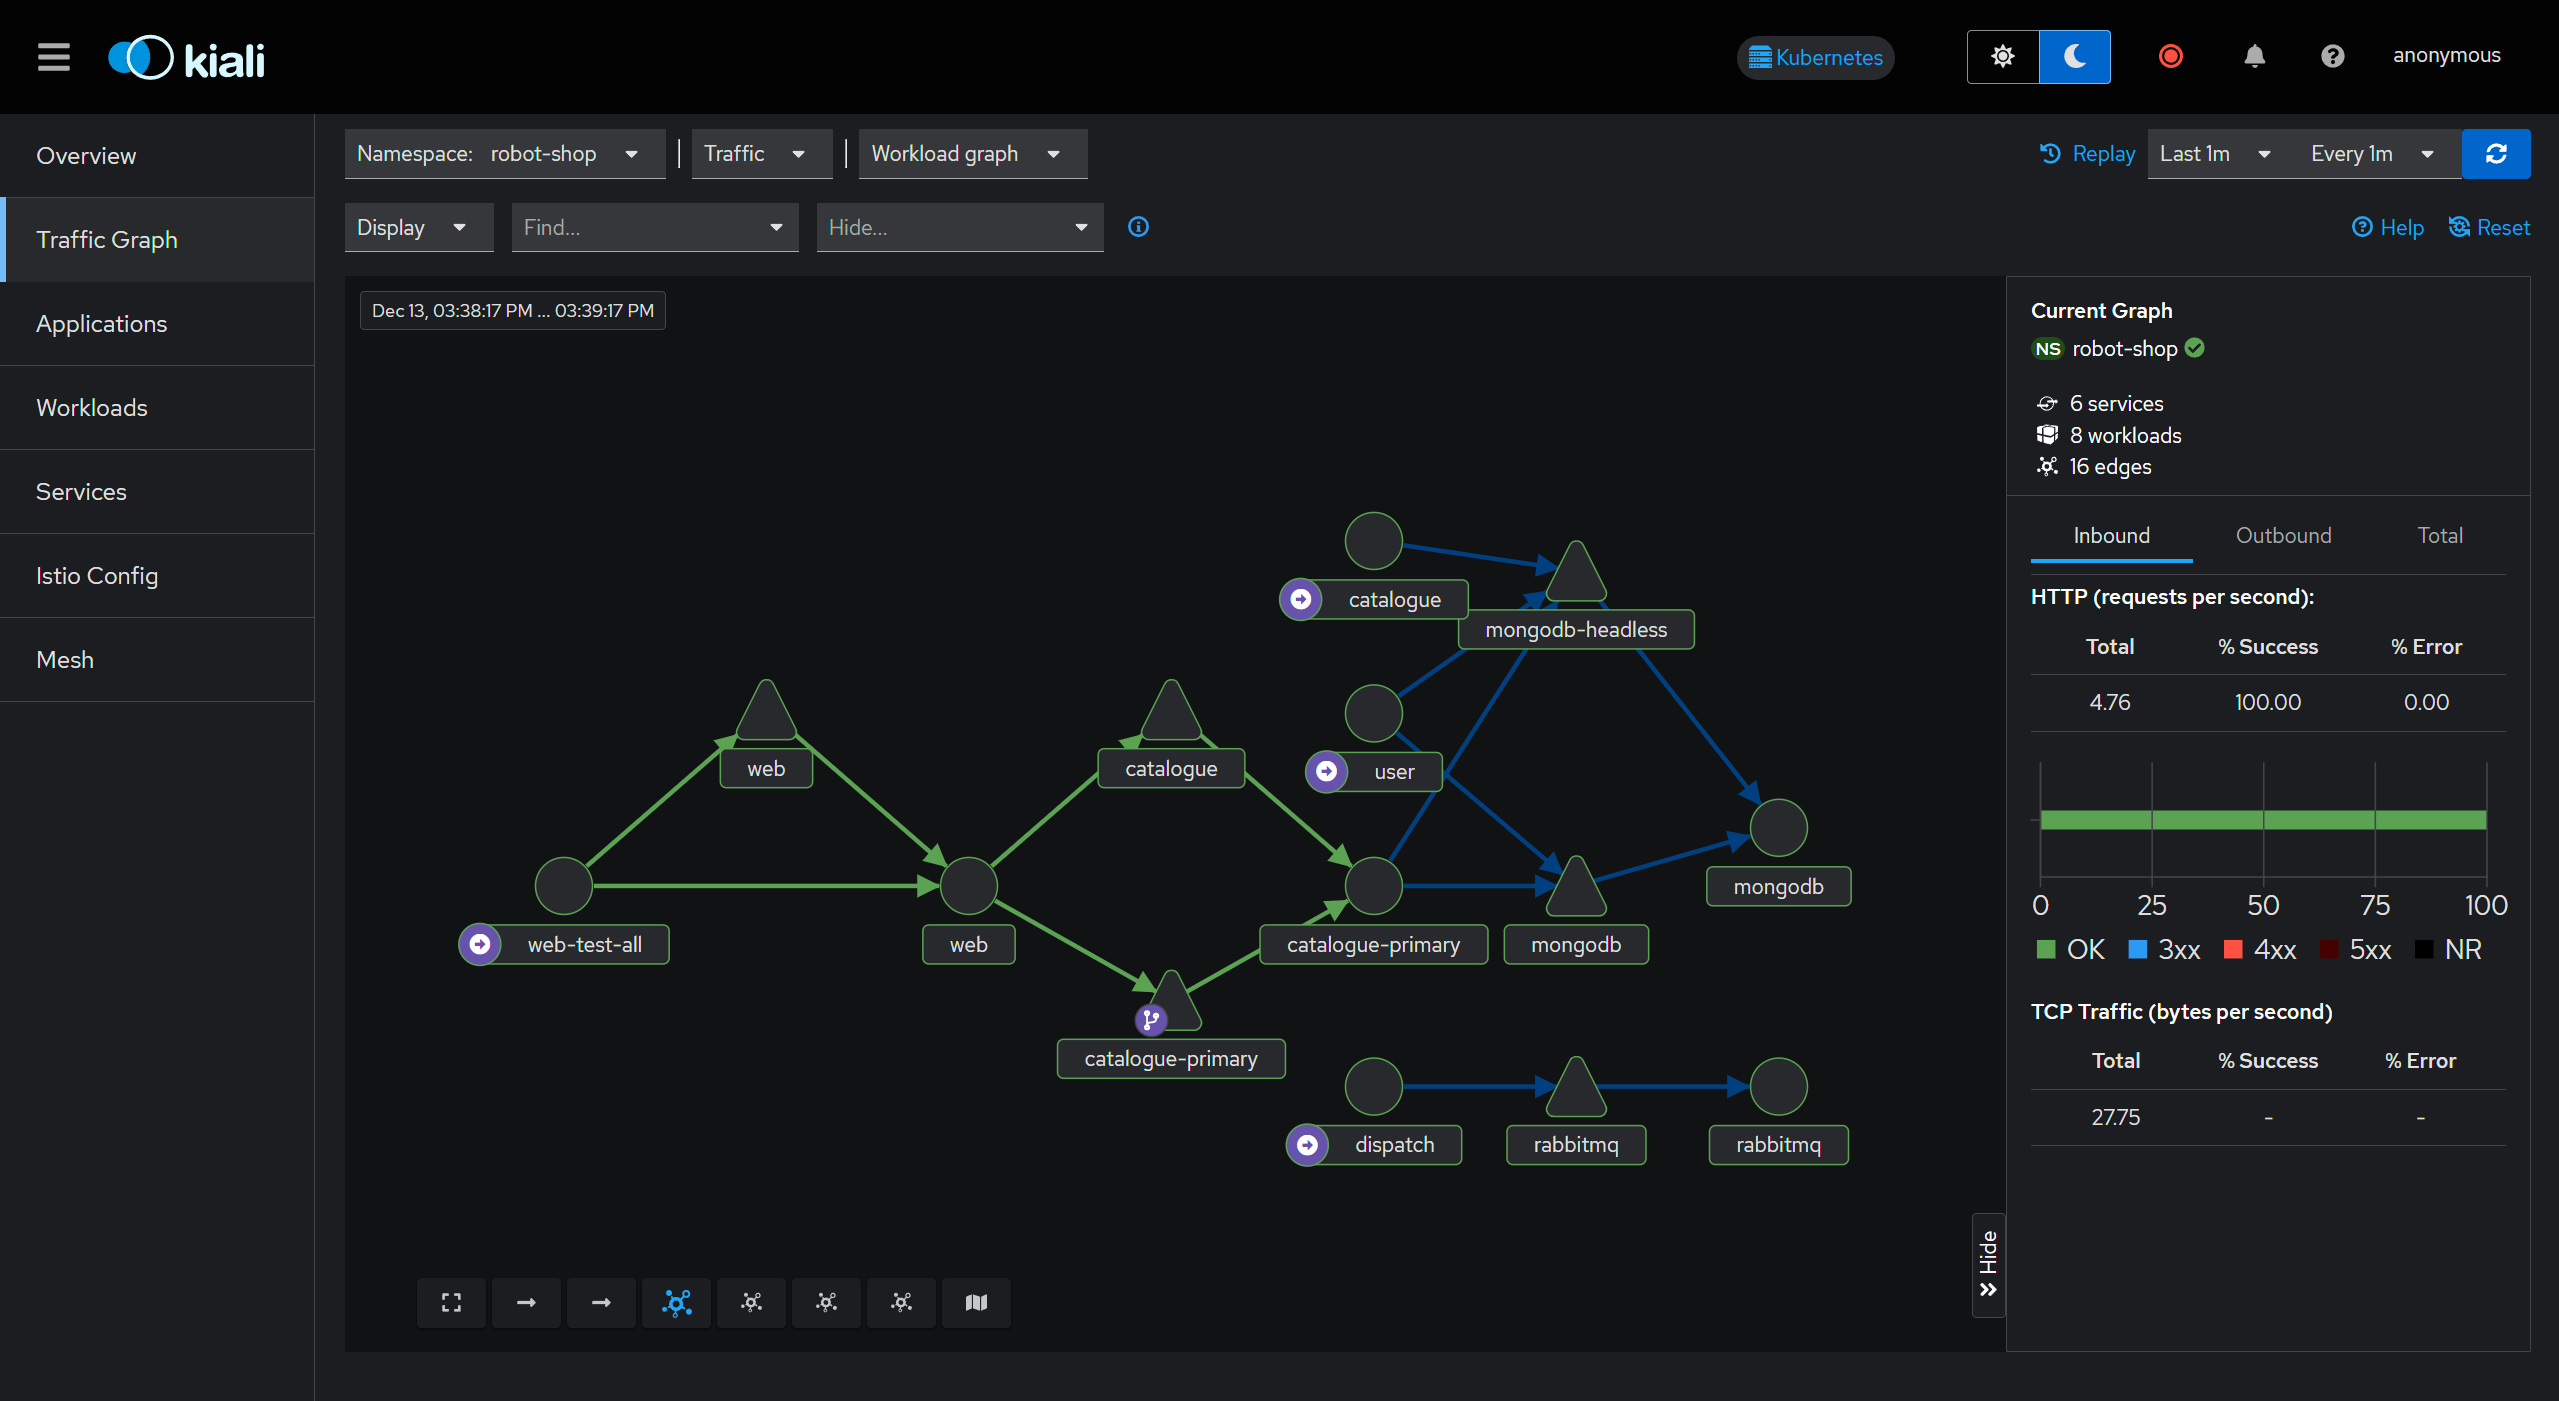 kiali
Kubernetes
anonymous
Overview
Traffic Graph
Applications
Workloads
Services
Istio Config
Mesh
Namespace: robot-shop
Traffic
Workload graph
Replay
Last 1m
Every 1m
Display
Find...
Hide...
Help
Reset
Dec 13, 03:38:17 PM ... 03:39:17 PM
catalogue
mongodb-headless
web
catalogue
user
mongodb
web-test-all
web
catalogue-primary
mongodb
catalogue-primary
dispatch
rabbitmq
rabbitmq
Hide
Current Graph
NS robot-shop
6 services
8 workloads
16 edges
Inbound Outbound Total
HTTP (requests per second):
Total % Success % Error
4.76 100.00 0.00
0 25 50 75 100
OK 3xx 4xx 5xx NR
TCP Traffic (bytes per second)
Total % Success % Error
27.75 - -